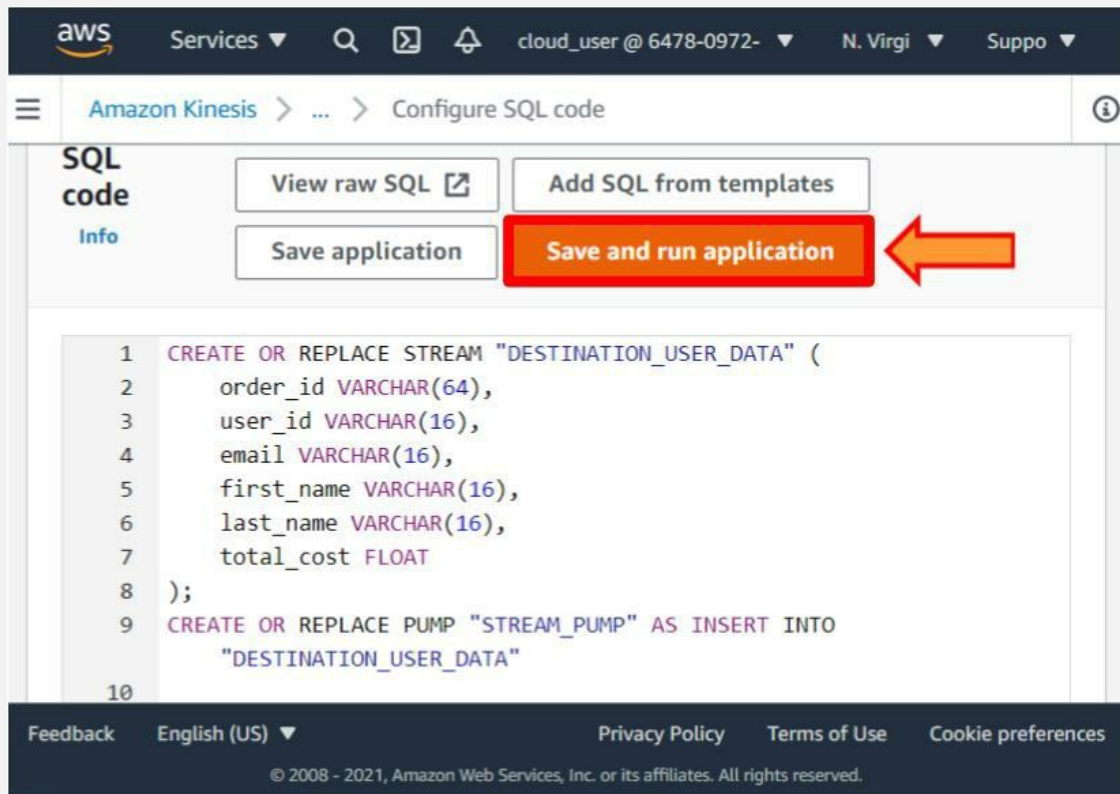 aws Services ▼ cloud_user @ 6478-0972- ▼ N. Virgi ▼ Suppo ▼
Amazon Kinesis > ... > Configure SQL code
SQL
code
Info
View raw SQL Add SQL from templates
Save application Save and run application
1 CREATE OR REPLACE STREAM "DESTINATION_USER_DATA" (
2 order_id VARCHAR(64),
3 user_id VARCHAR(16),
4 email VARCHAR(16),
5 first_name VARCHAR(16),
6 last_name VARCHAR(16),
7 total_cost FLOAT
8 );
9 CREATE OR REPLACE PUMP "STREAM_PUMP" AS INSERT INTO
"DESTINATION_USER_DATA"
10
Feedback English (US) ▼ Privacy Policy Terms of Use Cookie preferences
© 2008 - 2021, Amazon Web Services, Inc. or its affiliates. All rights reserved.